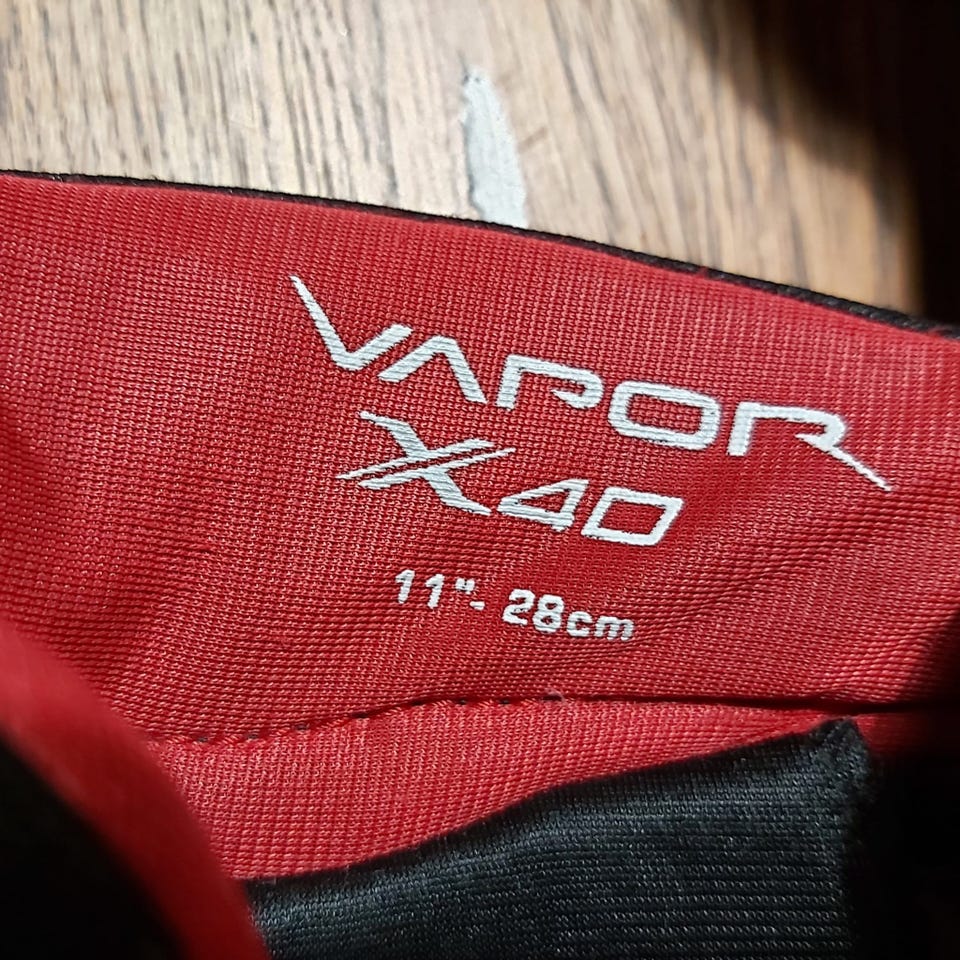 VAPOR
X40
11"- 28cm